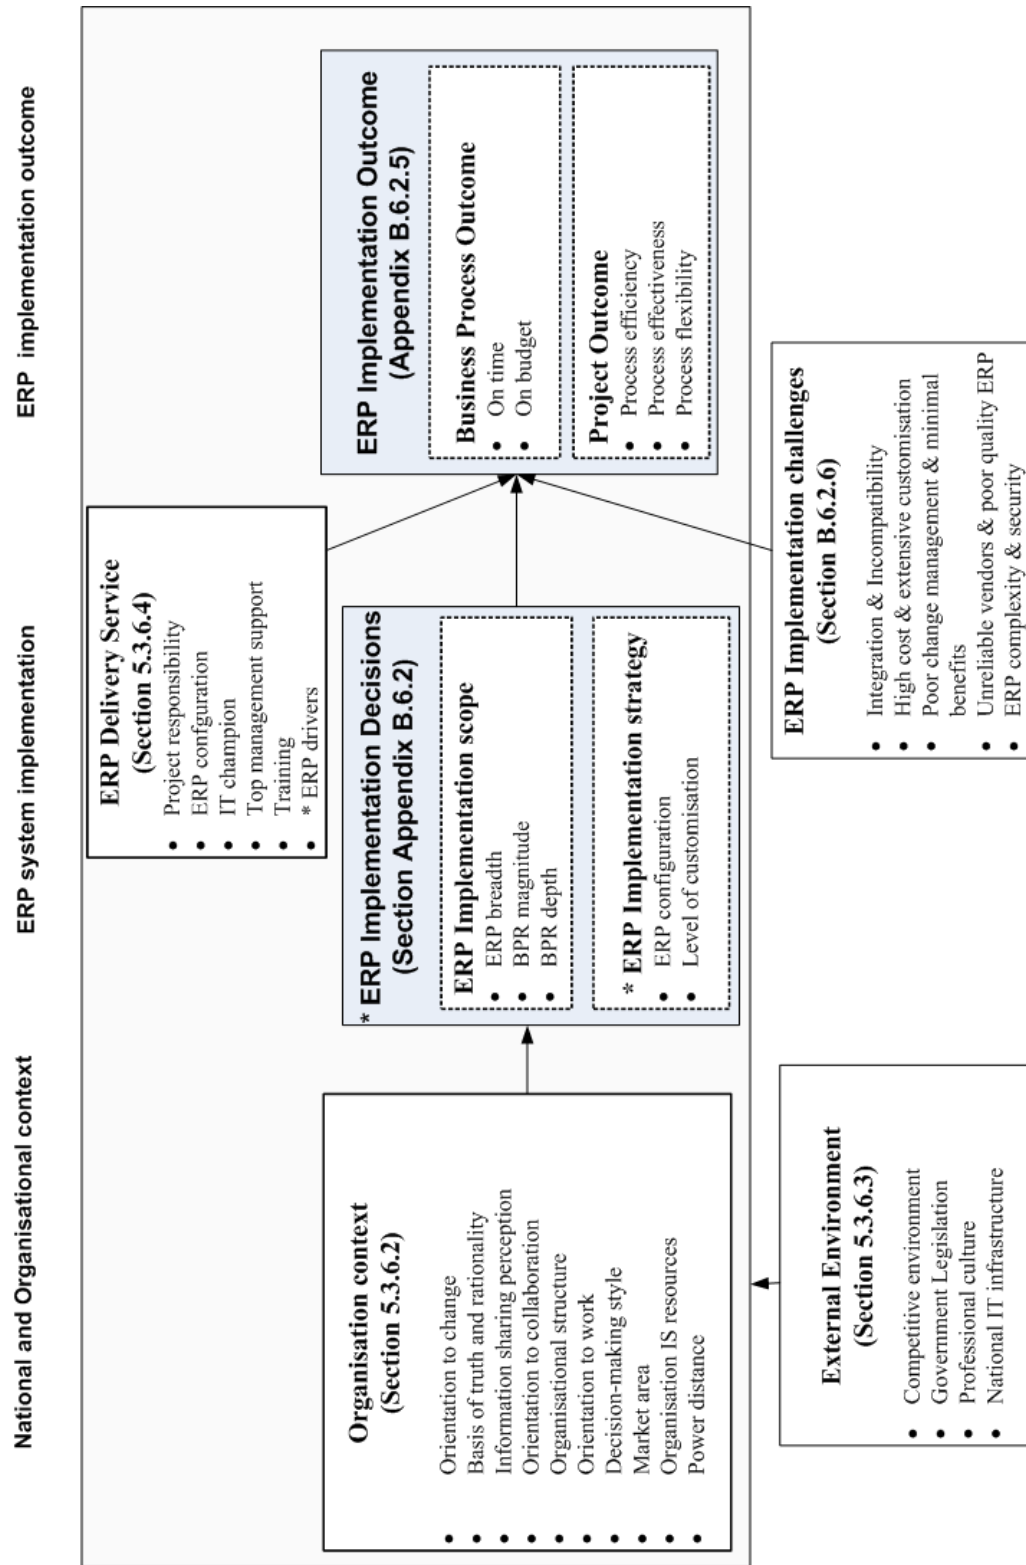 National and Organisational context
ERP system implementation
ERP implementation outcome
Organisation context
(Section 5.3.6.2)
• Orientation to change
• Basis of truth and rationality
• Information sharing perception
• Orientation to collaboration
• Organisational structure
• Orientation to work
• Decision-making style
• Market area
• Organisation IS resources
• Power distance
External Environment
(Section 5.3.6.3)
• Competitive environment
• Government Legislation
• Professional culture
• National IT infrastructure
ERP Delivery Service
(Section 5.3.6.4)
• Project responsibility
• ERP configuration
• IT champion
• Top management support
• Training
• * ERP drivers
* ERP Implementation Decisions
(Section Appendix B.6.2)
ERP Implementation scope
• ERP breadth
• BPR magnitude
• BPR depth
* ERP Implementation strategy
• ERP configuration
• Level of customisation
ERP Implementation challenges
(Section B.6.2.6)
• Integration & Incompatibility
• High cost & extensive customisation
• Poor change management & minimal
benefits
• Unreliable vendors & poor quality ERP
• ERP complexity & security
ERP Implementation Outcome
(Appendix B.6.2.5)
Business Process Outcome
• On time
• On budget
Project Outcome
• Process efficiency
• Process effectiveness
• Process flexibility